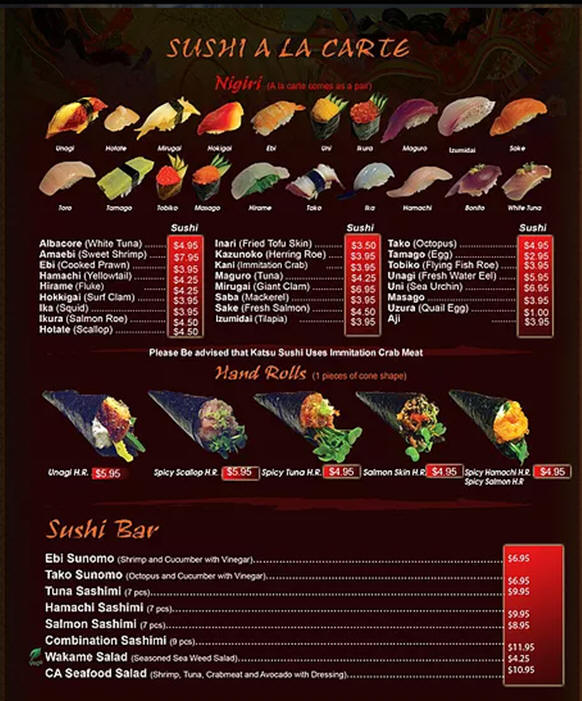 SUSHI A LA CARTE
Nigiri (A la carte comes as a pair)
Unagi Hotate Mirugai Hokigai Ebi Uni Ikura Maguro Izumidai Sake
Toro Tamago Tobiko Masago Hirame Tako Ika Hamachi Bonito White Tuna
Sushi
Albacore (White Tuna) ...... $4.95
Amaebi (Sweet Shrimp) ...... $7.95
Ebi (Cooked Prawn) ...... $3.95
Hamachi (Yellowtail) ...... $4.25
Hirame (Fluke) ...... $4.25
Hokkigai (Surf Clam) ...... $3.95
Ika (Squid) ...... $3.95
Ikura (Salmon Roe) ...... $4.50
Hotate (Scallop) ...... $4.50
Sushi
Inari (Fried Tofu Skin) ...... $3.50
Kazunoko (Herring Roe) ...... $3.95
Kani (Immitation Crab) ...... $3.95
Maguro (Tuna) ...... $4.25
Mirugai (Giant Clam) ...... $6.50
Saba (Mackerel) ...... $3.95
Sake (Fresh Salmon) ...... $4.50
Izumidai (Tilapia) ...... $3.95
Sushi
Tako (Octopus) ...... $4.95
Tamago (Egg) ...... $2.95
Tobiko (Flying Fish Roe) ...... $3.95
Unagi (Fresh Water Eel) ...... $5.95
Uni (Sea Urchin) ...... $6.95
Masago ...... $3.95
Uzura (Quail Egg) ...... $1.00
Aji ...... $3.95
Please Be advised that Katsu Sushi Uses Immitation Crab Meat
Hand Rolls (1 pieces of cone shape)
Unagi H.R. $5.95 Spicy Scallop H.R. $5.95 Spicy Tuna H.R. $4.95 Salmon Skin H.R. $4.95 Spicy Hamachi H.R. $4.95
Spicy Salmon H.R
Sushi Bar
Ebi Sunomo (Shrimp and Cucumber with Vinegar) ...... $6.95
Tako Sunomo (Octopus and Cucumber with Vinegar) ...... $6.95
Tuna Sashimi (7 pcs) ...... $9.95
Hamachi Sashimi (7 pcs) ...... $9.95
Salmon Sashimi (7 pcs) ...... $8.95
Combination Sashimi (9 pcs) ...... $11.95
Wakame Salad (Seasoned Sea Weed Salad) ...... $4.25
CA Seafood Salad (Shrimp, Tuna, Crabmeat and Avocado with Dressing) ...... $10.95